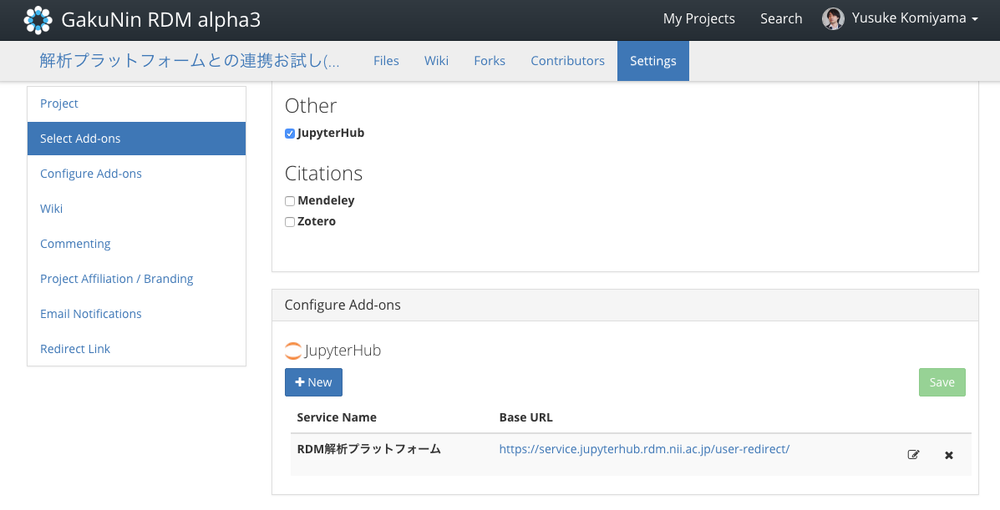 GakuNin RDM alpha3
My Projects Search Yusuke Komiyama
解析プラットフォームとの連携お試し(...
Files Wiki Forks Contributors Settings
Project
Select Add-ons
Configure Add-ons
Wiki
Commenting
Project Affiliation / Branding
Email Notifications
Redirect Link
Other
JupyterHub
Citations
Mendeley
Zotero
Configure Add-ons
JupyterHub
New Save
Service Name Base URL
RDM解析プラットフォーム https://service.jupyterhub.rdm.nii.ac.jp/user-redirect/